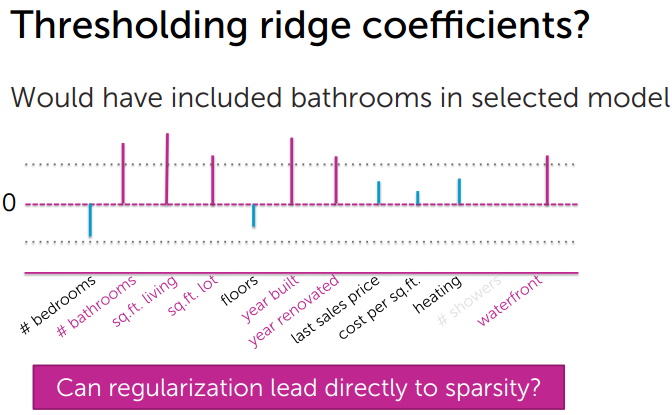 Thresholding ridge coefficients?
Would have included bathrooms in selected model
0
# bedrooms
# bathrooms
sq.ft. living
sq.ft. lot
floors
year built
year renovated
last sales price
cost per sq.ft.
heating
# showers
waterfront
Can regularization lead directly to sparsity?